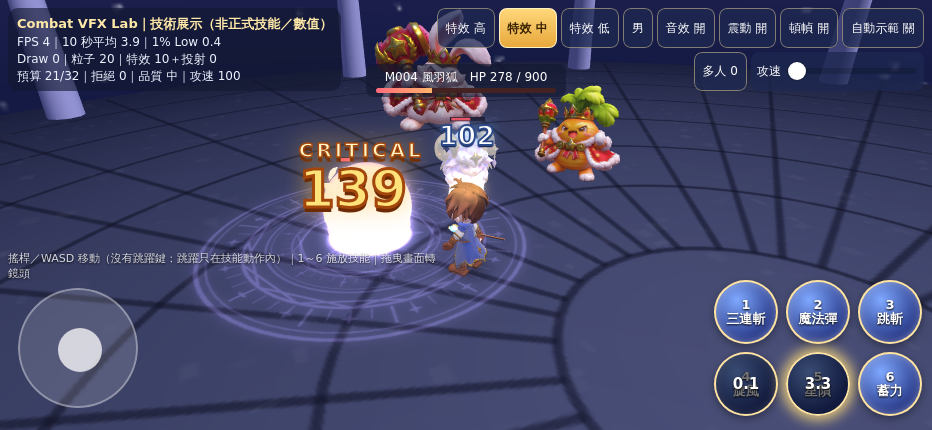 Combat VFX Lab｜技術展示（非正式技能／數值）
FPS 4｜10 秒平均 3.9｜1% Low 0.4
Draw 0｜粒子 20｜特效 10＋投射 0
預算 21/32｜拒絕 0｜品質 中｜攻速 100
特效 高
特效 中
特效 低
男
音效 開
震動 開
頓幀 開
自動示範 關
多人 0
攻速
M004 風羽狐 HP 278 / 900
102
CRITICAL
139
搖桿／WASD 移動（沒有跳躍鍵；跳躍只在技能動作內）｜1～6 施放技能｜拖曳畫面轉
鏡頭
1
三連斬
2
魔法彈
3
跳斬
4
0.1
旋風
5
3.3
星隕
6
蓄力